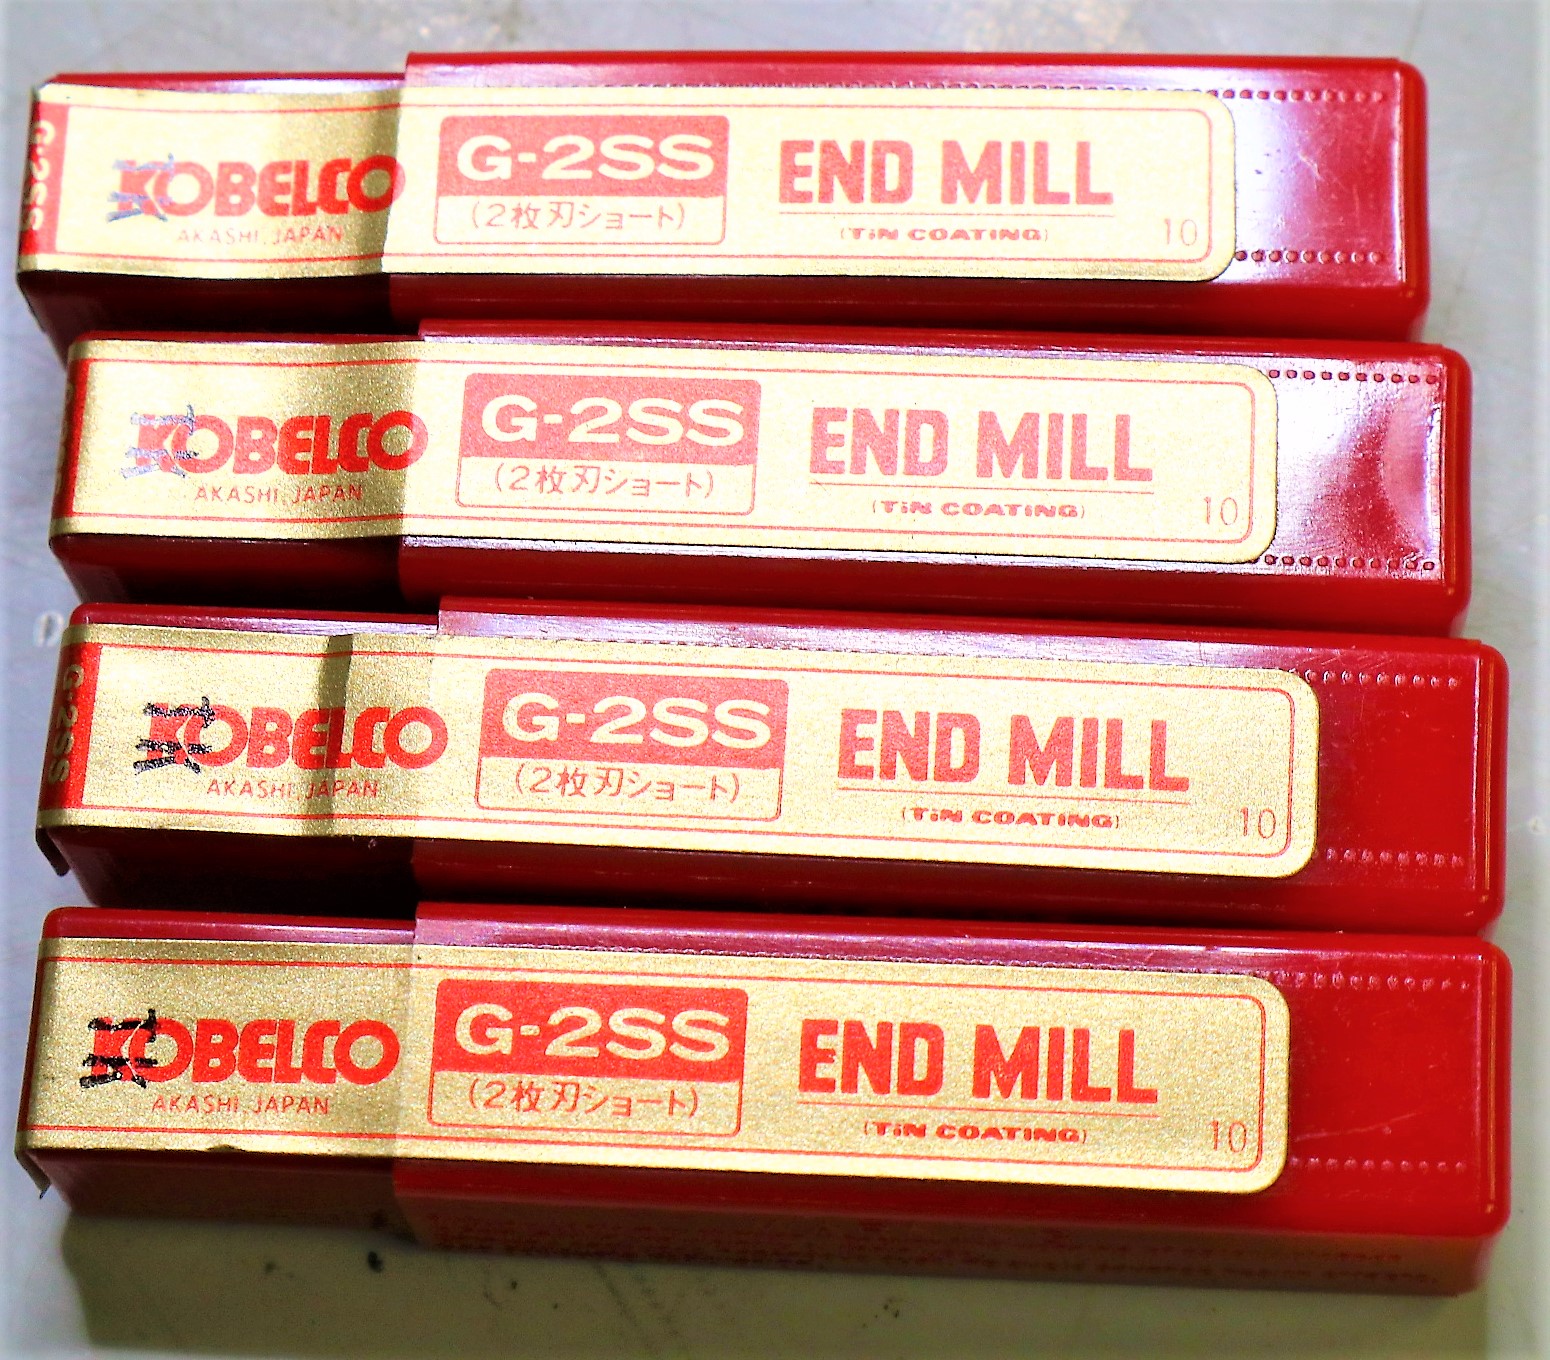 G-2SS
KOBELCO
AKASHI, JAPAN
G-2SS
(2枚刃ショート)
END MILL
(TiN COATING)
10
KOBELCO
AKASHI, JAPAN
G-2SS
(2枚刃ショート)
END MILL
(TiN COATING)
10
G-2SS
KOBELCO
AKASHI, JAPAN
G-2SS
(2枚刃ショート)
END MILL
(TiN COATING)
10
KOBELCO
AKASHI, JAPAN
G-2SS
(2枚刃ショート)
END MILL
(TiN COATING)
10